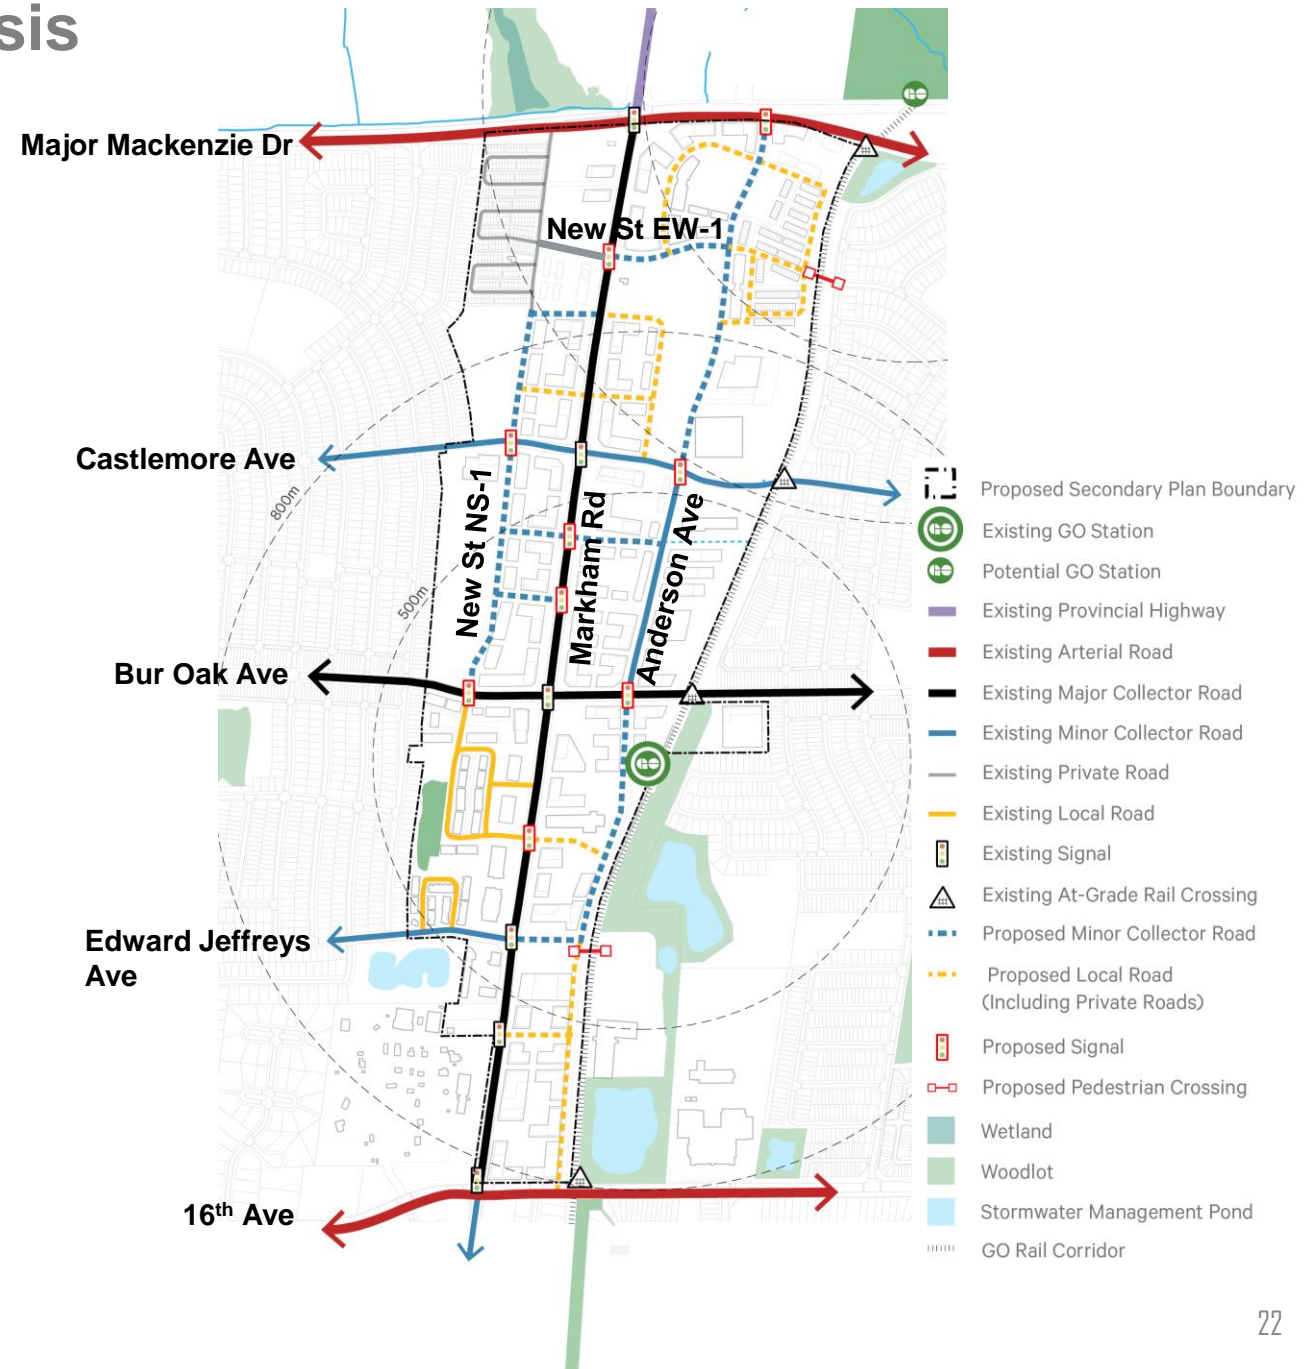 sis
Major Mackenzie Dr
New St EW-1
Castlemore Ave
800m
New St NS-1
Markham Rd
Anderson Ave
500m
Bur Oak Ave
Edward Jeffreys
Ave
16th Ave
Proposed Secondary Plan Boundary
Existing GO Station
Potential GO Station
Existing Provincial Highway
Existing Arterial Road
Existing Major Collector Road
Existing Minor Collector Road
Existing Private Road
Existing Local Road
Existing Signal
Existing At-Grade Rail Crossing
Proposed Minor Collector Road
Proposed Local Road
(Including Private Roads)
Proposed Signal
Proposed Pedestrian Crossing
Wetland
Woodlot
Stormwater Management Pond
GO Rail Corridor
22